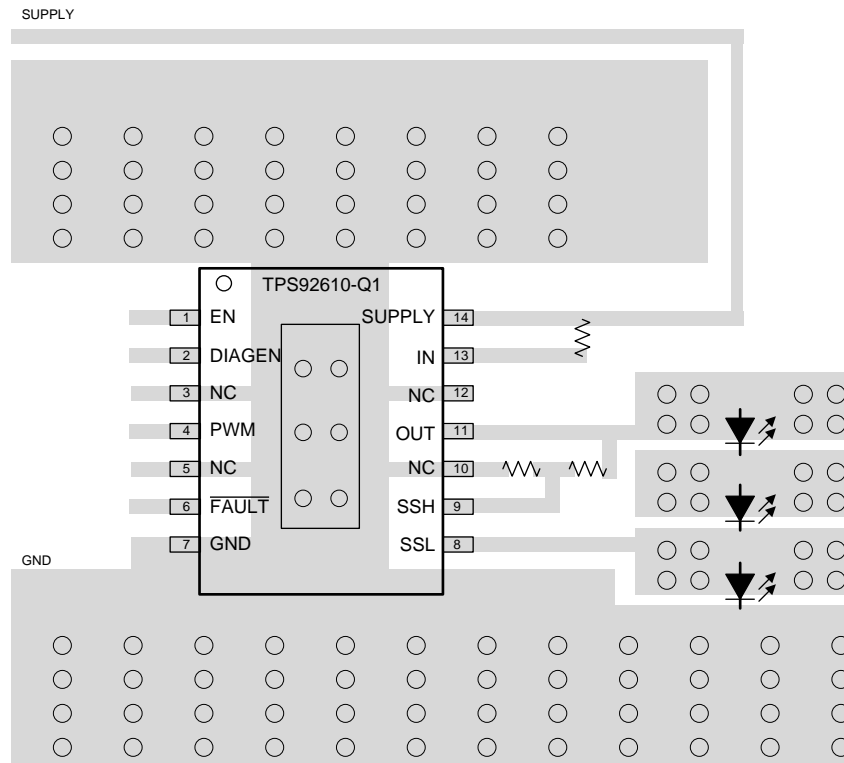 SUPPLY
TPS92610-Q1
1 EN
SUPPLY 14
2 DIAGEN
IN 13
3 NC
NC 12
4 PWM
OUT 11
5 NC
NC 10
6 FAULT
SSH 9
7 GND
SSL 8
GND